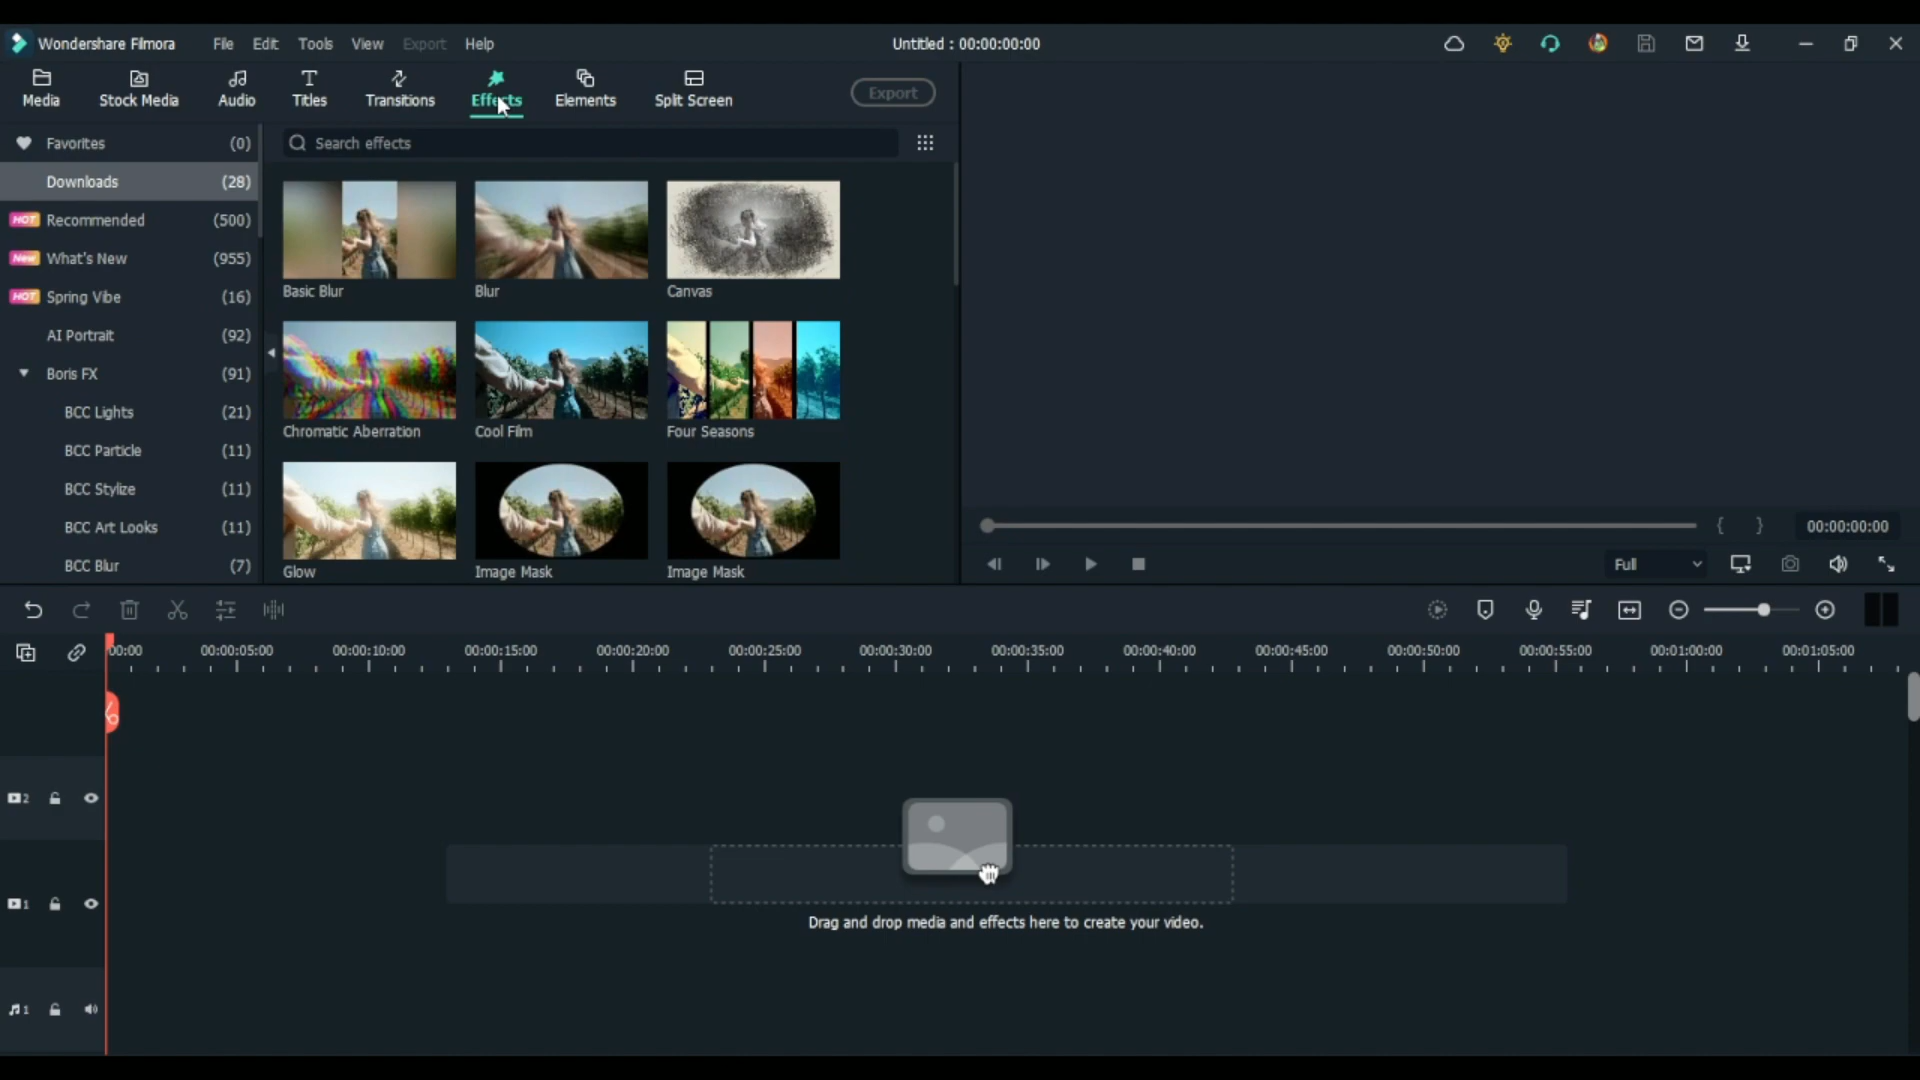 Wondershare Filmora File Edit Tools View Export Help Untitled : 00:00:00:00
Media Stock Media Audio Titles Transitions Effects Elements Split Screen Export
Favorites (0)
Search effects
Downloads (28)
HOT Recommended (500)
New What's New (955)
HOT Spring Vibe (16)
AI Portrait (92)
Boris FX (91)
BCC Lights (21)
BCC Particle (11)
BCC Stylize (11)
BCC Art Looks (11)
BCC Blur (7)
Basic Blur Blur Canvas
Chromatic Aberration Cool Film Four Seasons
Glow Image Mask Image Mask
{ } 00:00:00:00
Full
00:00 00:00:05:00 00:00:10:00 00:00:15:00 00:00:20:00 00:00:25:00 00:00:30:00 00:00:35:00 00:00:40:00 00:00:45:00 00:00:50:00 00:00:55:00 00:01:00:00 00:01:05:00
2
1
Drag and drop media and effects here to create your video.
1